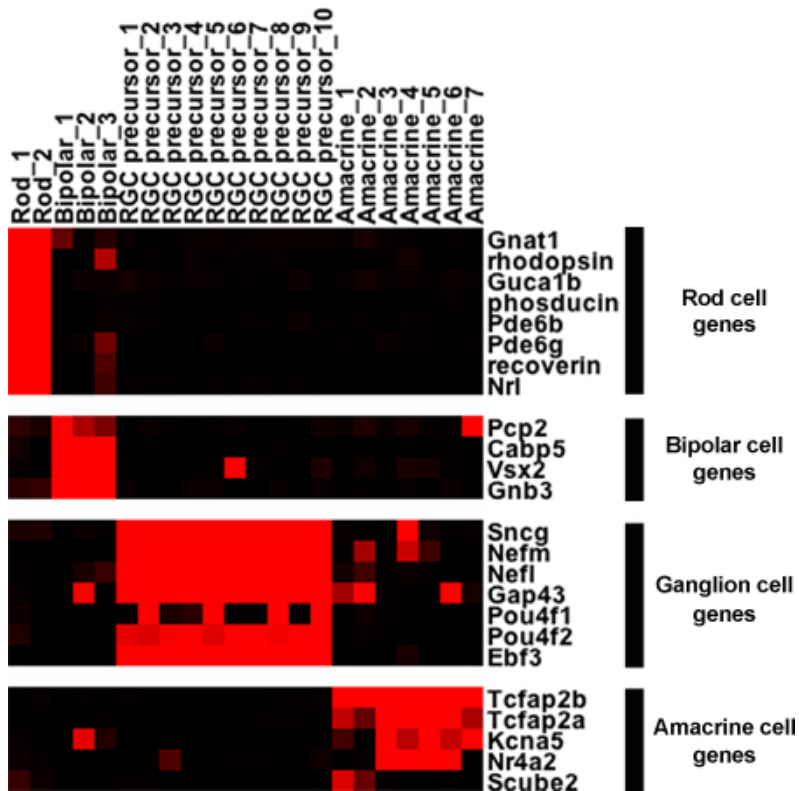 Rod_1
Rod_2
Bipolar_1
Bipolar_2
Bipolar_3
RGC precursor_1
RGC precursor_2
RGC precursor_3
RGC precursor_4
RGC precursor_5
RGC precursor_6
RGC precursor_7
RGC precursor_8
RGC precursor_9
RGC precursor_10
Amacrine_1
Amacrine_2
Amacrine_3
Amacrine_4
Amacrine_5
Amacrine_6
Amacrine_7
Gnat1
rhodopsin
Guca1b
phosducin
Pde6b
Pde6g
recoverin
Nrl
Rod cell
genes
Pcp2
Cabp5
Vsx2
Gnb3
Bipolar cell
genes
Sncg
Nefm
Nefl
Gap43
Pou4f1
Pou4f2
Ebf3
Ganglion cell
genes
Tcfap2b
Tcfap2a
Kcna5
Nr4a2
Scube2
Amacrine cell
genes